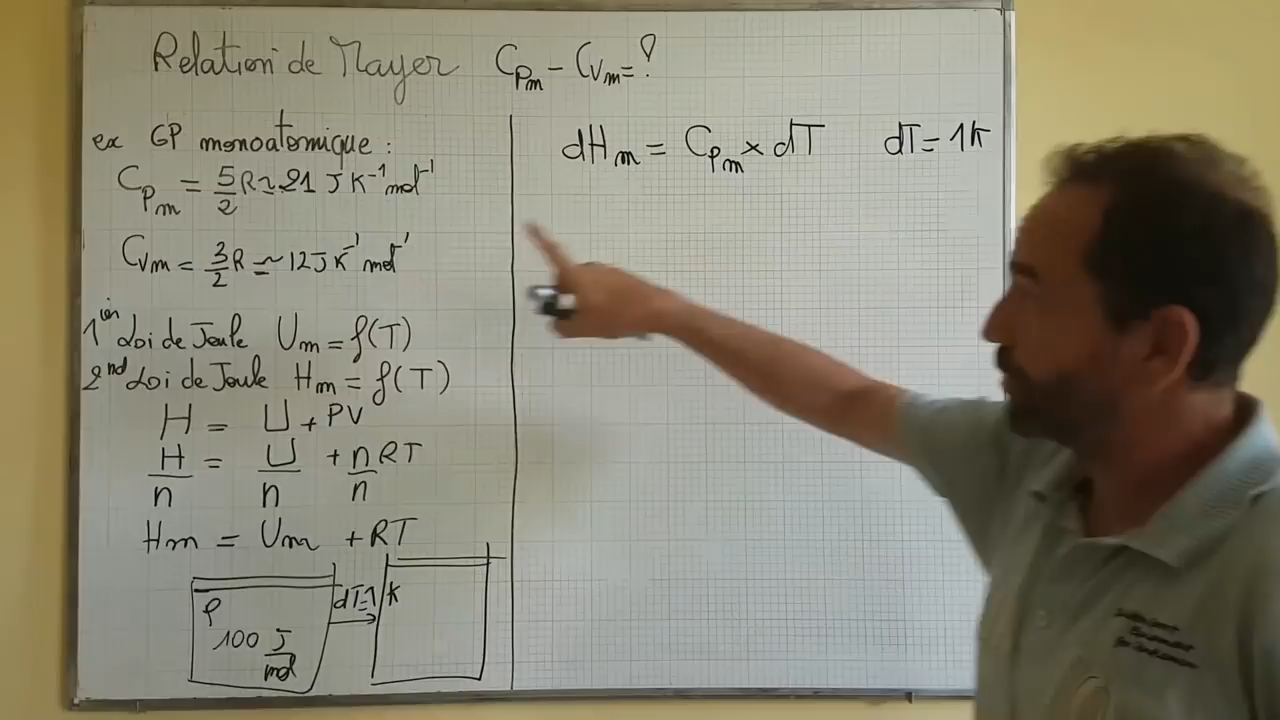 Relation de Mayer Cpm - Cvm = ?
ex GP monoatomique :
Cpm = 5/2 R ≃ 21 J K⁻¹ mol⁻¹
Cvm = 3/2 R ≃ 12 J K⁻¹ mol⁻¹
1ièr Loi de Joule Um = f(T)
2nd Loi de Joule Hm = f(T)
H = U + PV
H/n = U/n + n/n RT
Hm = Um + RT
dT=1K
P
100 J/mol
dHm = Cpm × dT dT = 1K